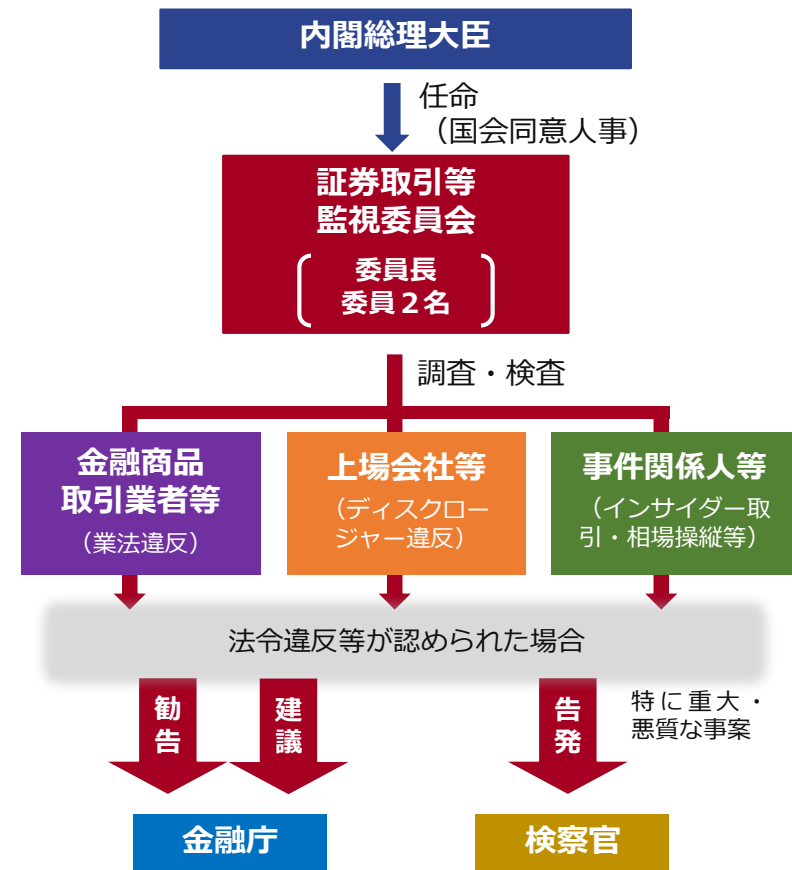 内閣総理大臣
任命
（国会同意人事）
証券取引等
監視委員会
委員長
委員２名
調査・検査
金融商品
取引業者等
（業法違反）
上場会社等
（ディスクロー
ジャー違反）
事件関係人等
（インサイダー取
引・相場操縦等）
法令違反等が認められた場合
勧告
建議
告発
特に重大・
悪質な事案
金融庁
検察官